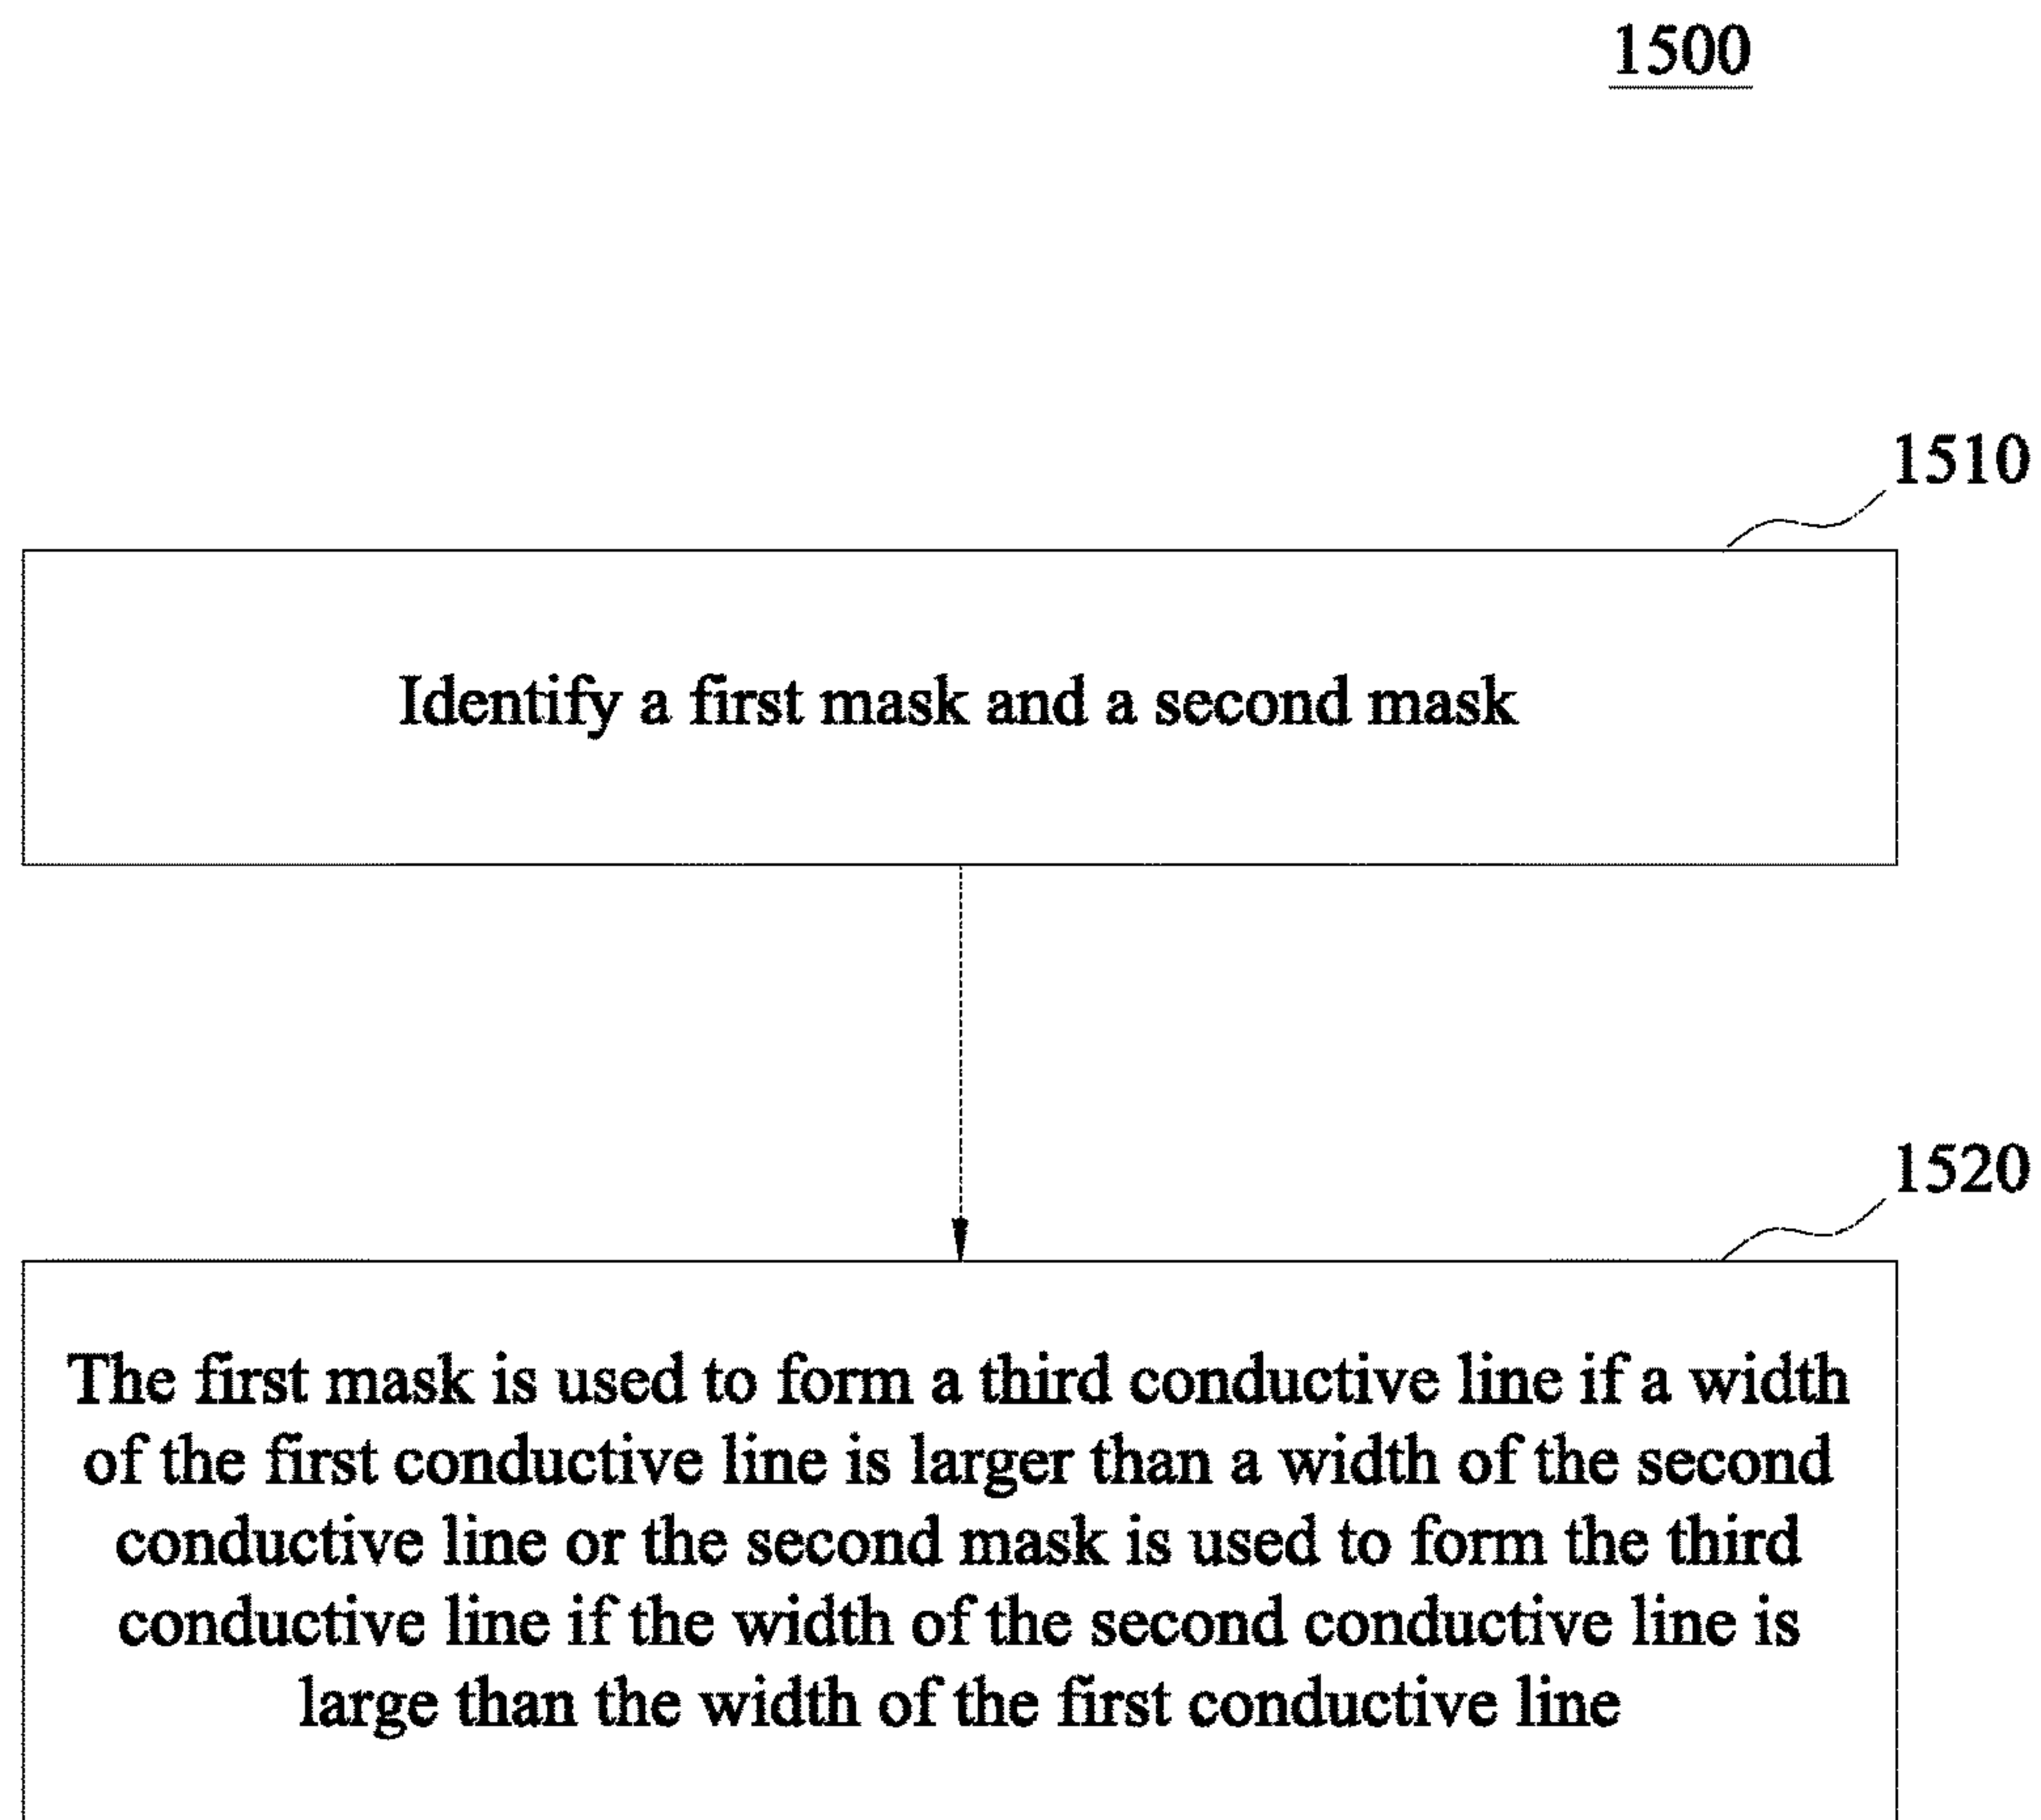 1500
1510
Identify a first mask and a second mask
1520
The first mask is used to form a third conductive line if a width
of the first conductive line is larger than a width of the second
conductive line or the second mask is used to form the third
conductive line if the width of the second conductive line is
large than the width of the first conductive line